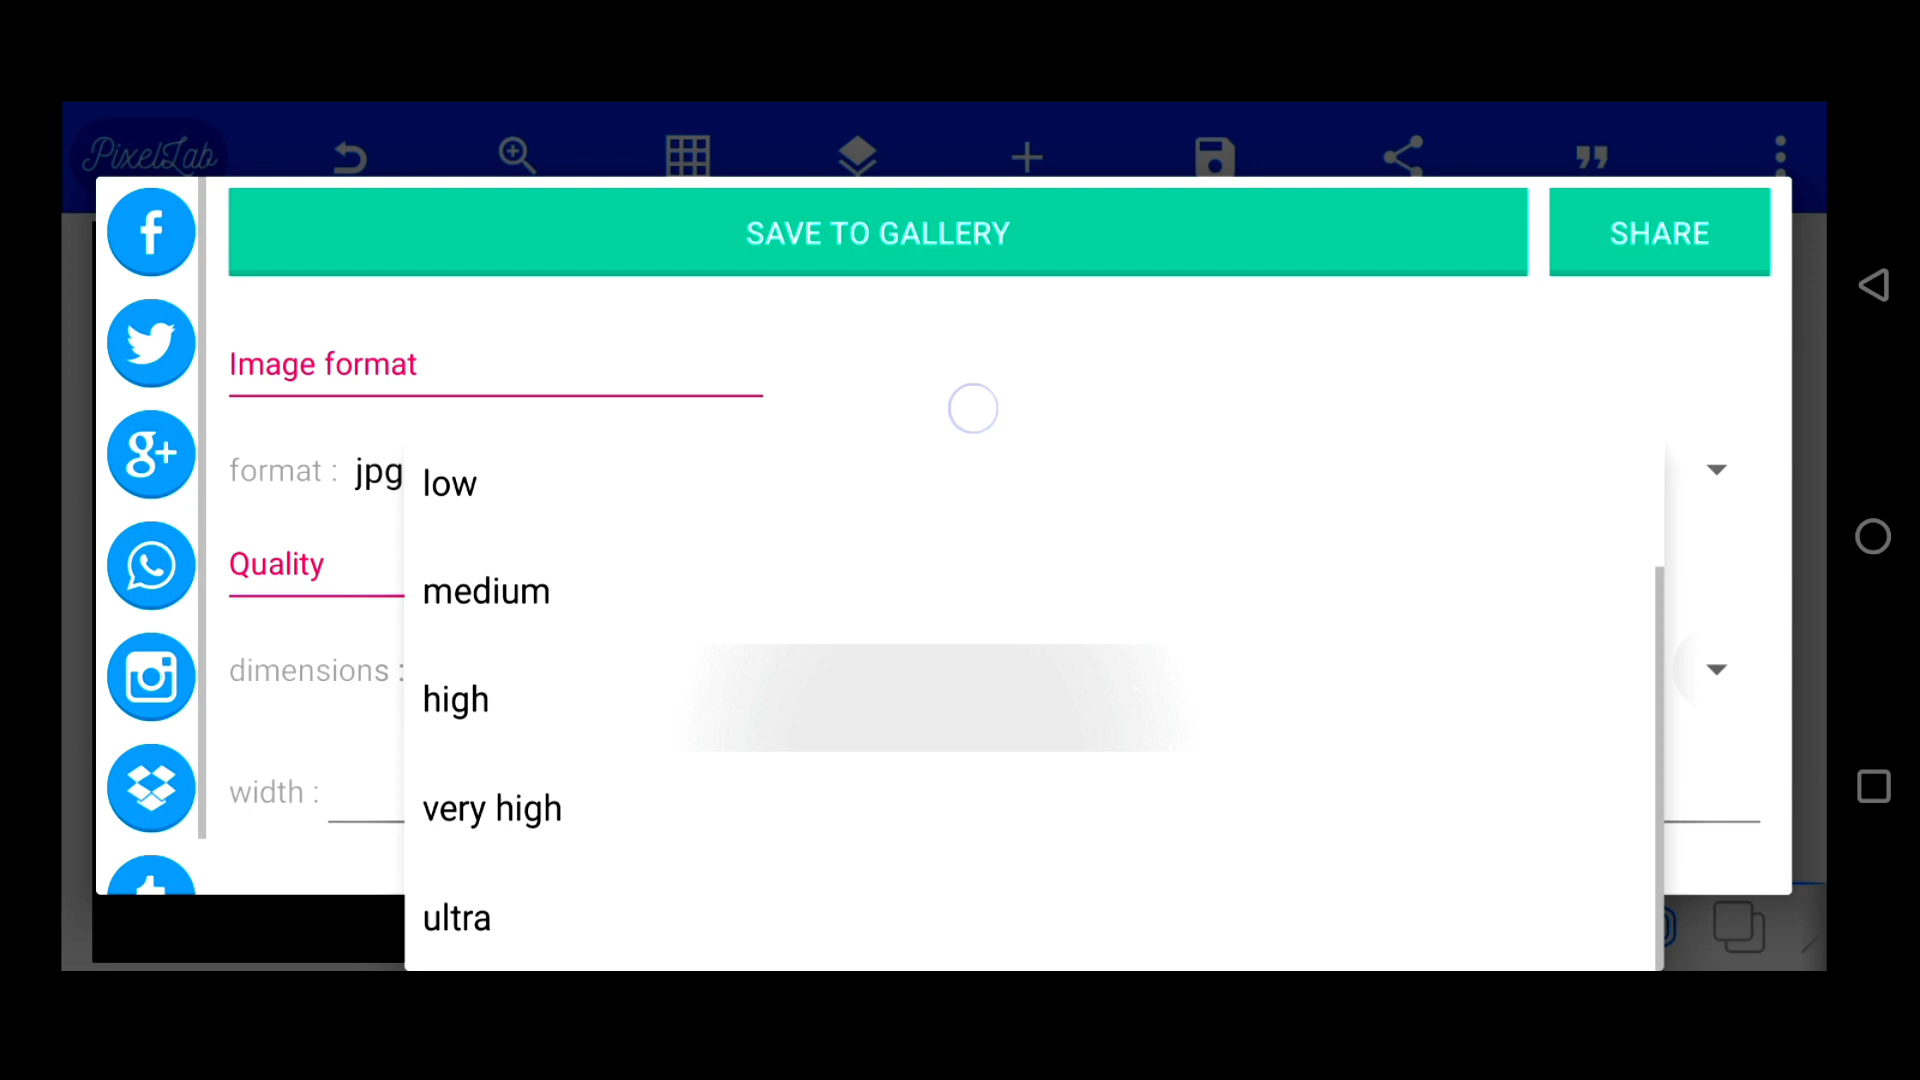 PixelLab
SAVE TO GALLERY
SHARE
Image format
format : jpg
Quality
dimensions :
width :
low
medium
high
very high
ultra